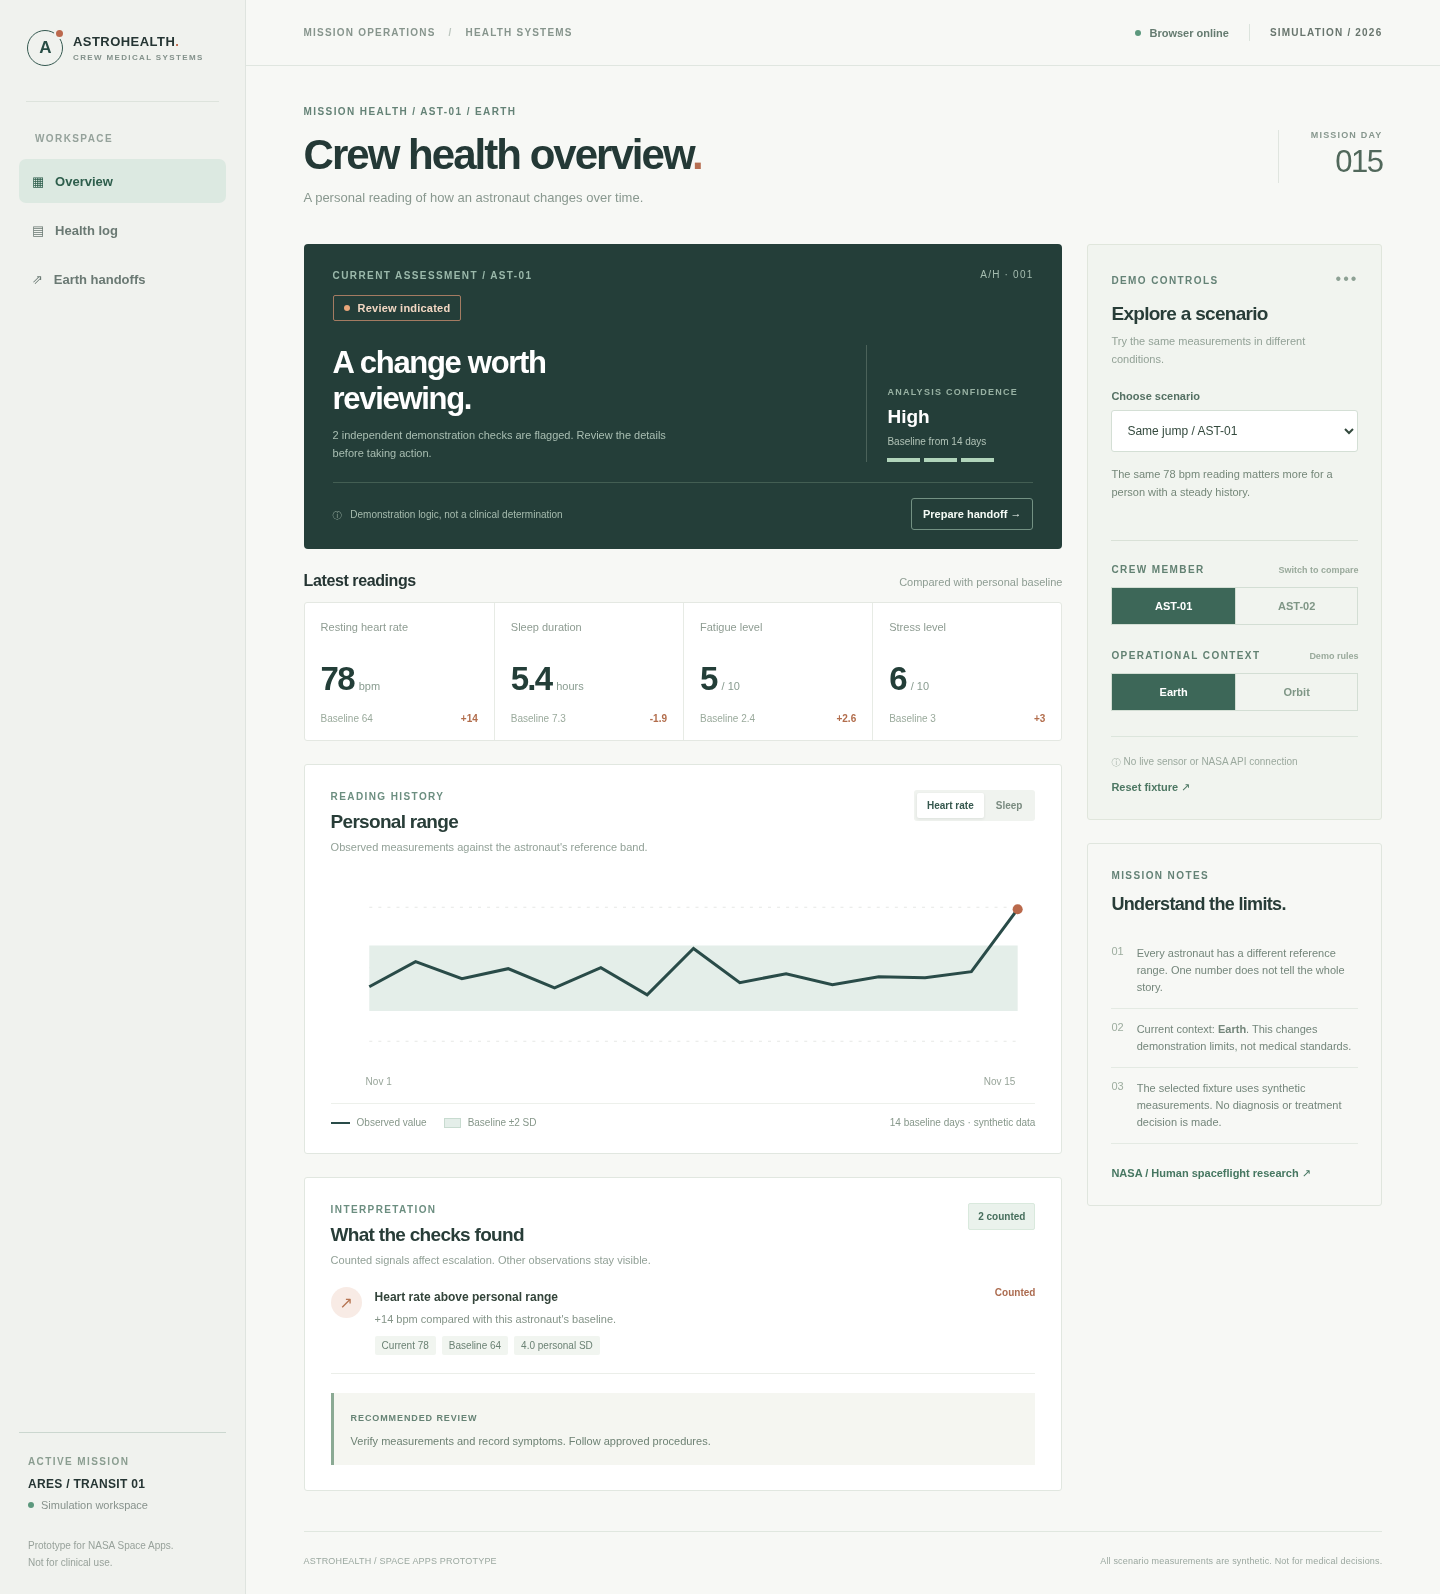 A
ASTROHEALTH.
CREW MEDICAL SYSTEMS
WORKSPACE
Overview
Health log
Earth handoffs
ACTIVE MISSION
ARES / TRANSIT 01
Simulation workspace
Prototype for NASA Space Apps.
Not for clinical use.
MISSION OPERATIONS / HEALTH SYSTEMS
Browser online
SIMULATION / 2026
MISSION HEALTH / AST-01 / EARTH
Crew health overview.
A personal reading of how an astronaut changes over time.
MISSION DAY
015
CURRENT ASSESSMENT / AST-01
A/H · 001
Review indicated
A change worth
reviewing.
2 independent demonstration checks are flagged. Review the details
before taking action.
ANALYSIS CONFIDENCE
High
Baseline from 14 days
ⓘ Demonstration logic, not a clinical determination
Prepare handoff →
Latest readings
Compared with personal baseline
Resting heart rate
78 bpm
Baseline 64 +14
Sleep duration
5.4 hours
Baseline 7.3 -1.9
Fatigue level
5 / 10
Baseline 2.4 +2.6
Stress level
6 / 10
Baseline 3 +3
READING HISTORY
Personal range
Observed measurements against the astronaut's reference band.
Heart rate Sleep
Nov 1 Nov 15
Observed value Baseline ±2 SD
14 baseline days · synthetic data
INTERPRETATION
What the checks found
Counted signals affect escalation. Other observations stay visible.
2 counted
↗ Heart rate above personal range
Counted
+14 bpm compared with this astronaut's baseline.
Current 78 Baseline 64 4.0 personal SD
RECOMMENDED REVIEW
Verify measurements and record symptoms. Follow approved procedures.
DEMO CONTROLS
Explore a scenario
Try the same measurements in different
conditions.
Choose scenario
Same jump / AST-01
The same 78 bpm reading matters more for a
person with a steady history.
CREW MEMBER Switch to compare
AST-01 AST-02
OPERATIONAL CONTEXT Demo rules
Earth Orbit
ⓘ No live sensor or NASA API connection
Reset fixture ↗
MISSION NOTES
Understand the limits.
01 Every astronaut has a different reference
range. One number does not tell the whole
story.
02 Current context: Earth. This changes
demonstration limits, not medical standards.
03 The selected fixture uses synthetic
measurements. No diagnosis or treatment
decision is made.
NASA / Human spaceflight research ↗
ASTROHEALTH / SPACE APPS PROTOTYPE
All scenario measurements are synthetic. Not for medical decisions.